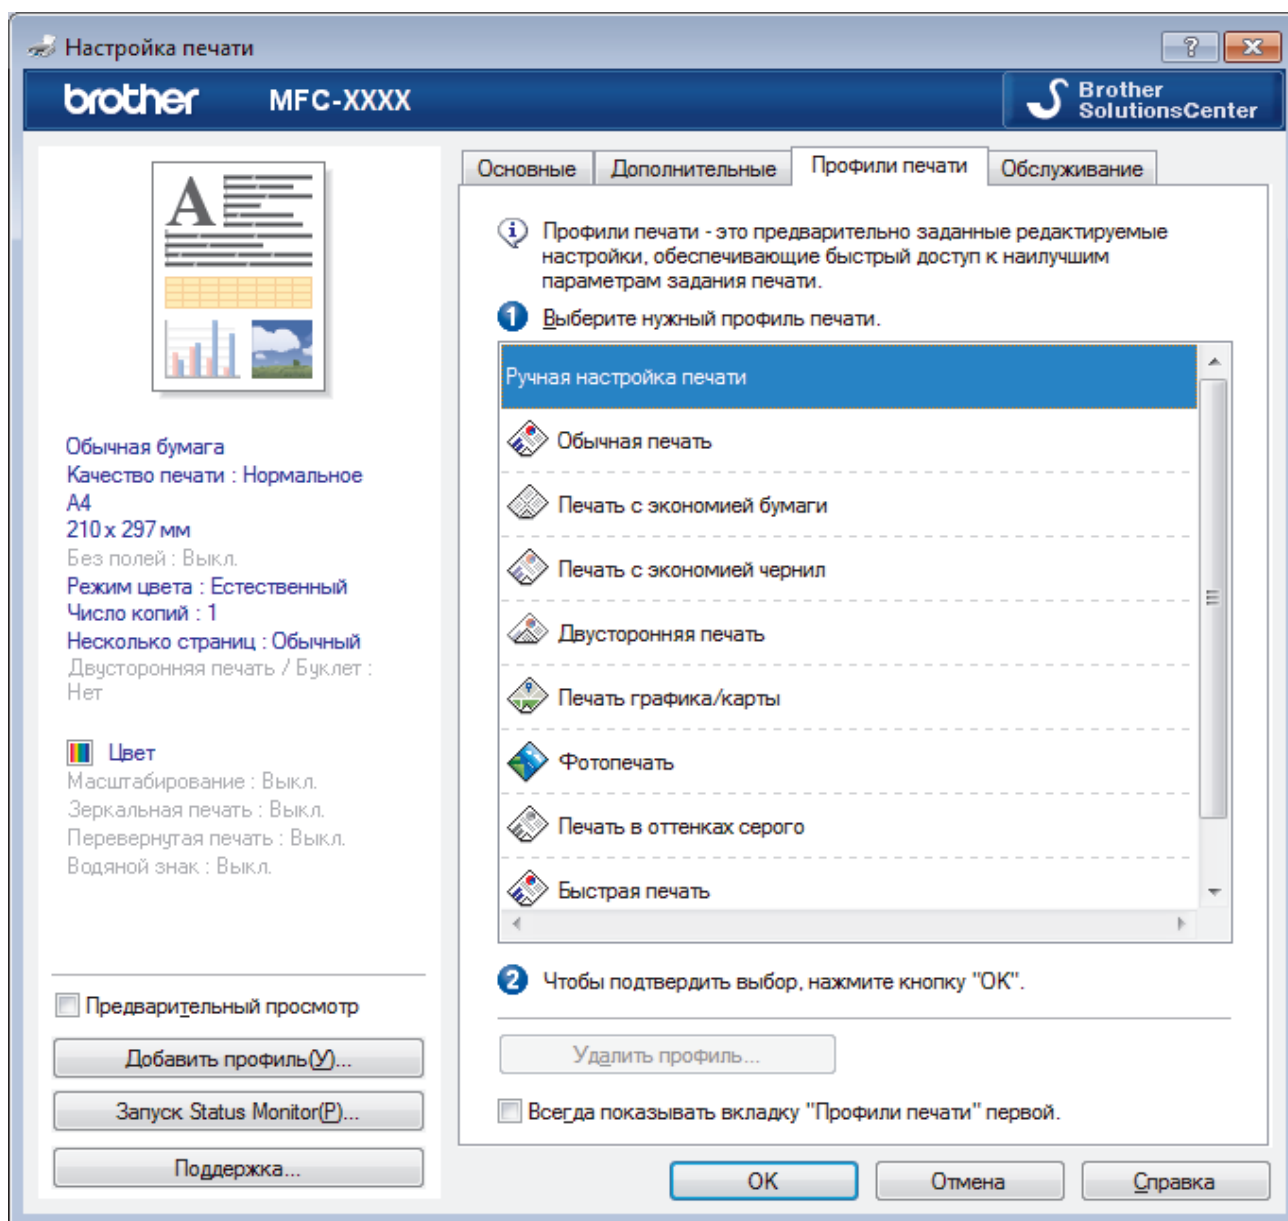 Настройка печати
brother MFC-XXXX
Brother
SolutionsCenter
Обычная бумага
Качество печати : Нормальное
A4
210 x 297 мм
Без полей : Выкл.
Режим цвета : Естественный
Число копий : 1
Несколько страниц : Обычный
Двусторонняя печать / Буклет :
Нет
Цвет
Масштабирование : Выкл.
Зеркальная печать : Выкл.
Перевернутая печать : Выкл.
Водяной знак : Выкл.
Предварительный просмотр
Добавить профиль(У)...
Запуск Status Monitor(P)...
Поддержка...
Основные Дополнительные Профили печати Обслуживание
Профили печати - это предварительно заданные редактируемые
настройки, обеспечивающие быстрый доступ к наилучшим
параметрам задания печати.
1 Выберите нужный профиль печати.
Ручная настройка печати
Обычная печать
Печать с экономией бумаги
Печать с экономией чернил
Двусторонняя печать
Печать графика/карты
Фотопечать
Печать в оттенках серого
Быстрая печать
2 Чтобы подтвердить выбор, нажмите кнопку "OK".
Удалить профиль...
Всегда показывать вкладку "Профили печати" первой.
OK Отмена Справка